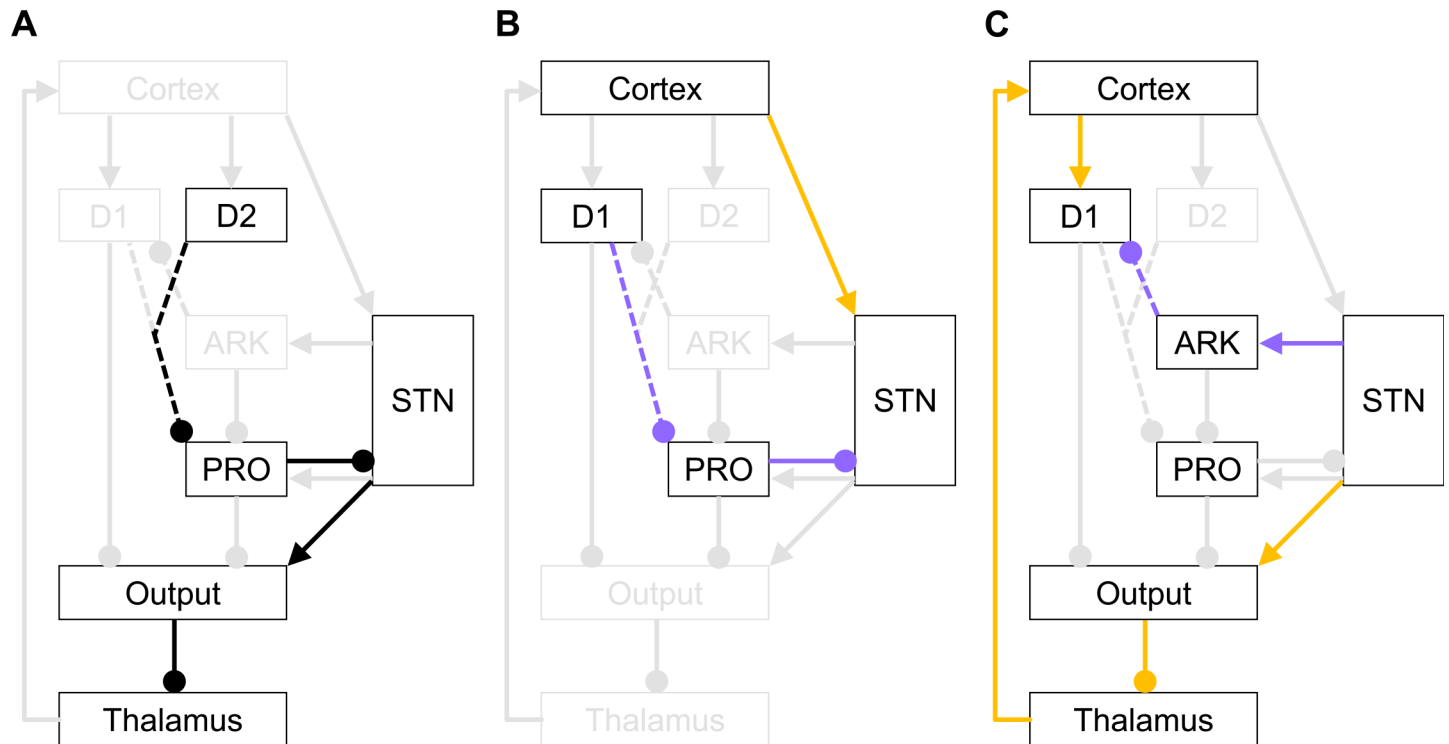 A
Cortex
D1
D2
ARK
STN
PRO
Output
Thalamus
B
Cortex
D1
D2
ARK
STN
PRO
Output
Thalamus
C
Cortex
D1
D2
ARK
STN
PRO
Output
Thalamus